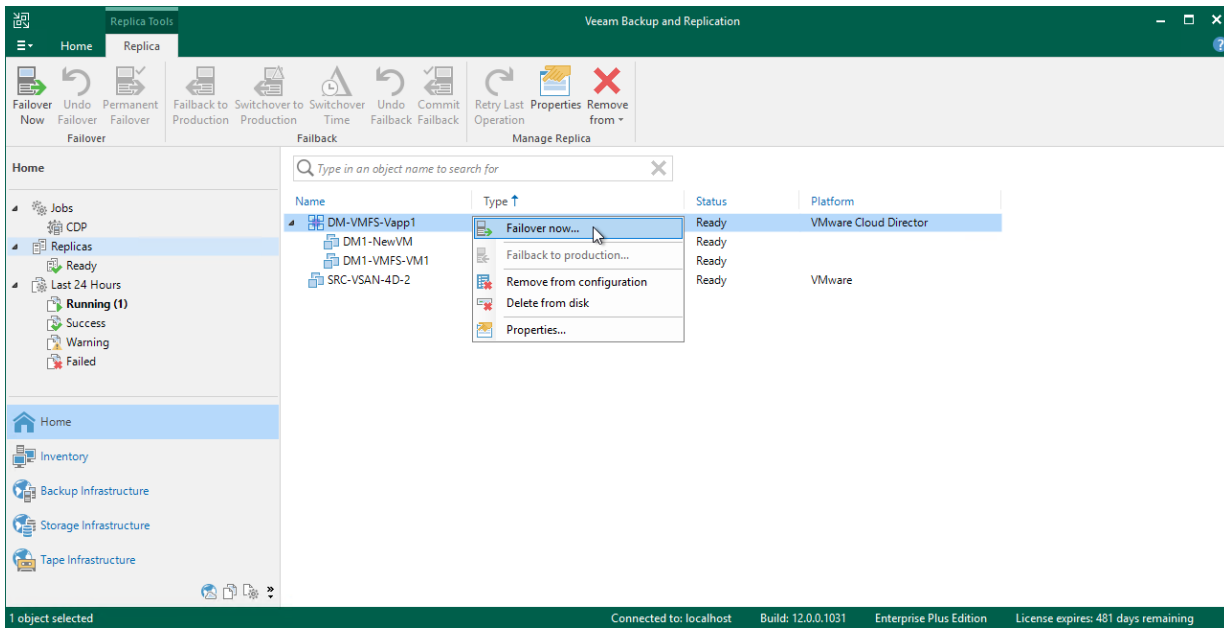 Replica Tools
Veeam Backup and Replication
Home Replica
Failover Now
Undo Failover
Permanent Failover
Failback to Production
Switchover to Production
Switchover Time
Undo Failback
Commit Failback
Retry Last Operation
Properties
Remove from
Failover
Failback
Manage Replica
Home
Jobs
CDP
Replicas
Ready
Last 24 Hours
Running (1)
Success
Warning
Failed
Home
Inventory
Backup Infrastructure
Storage Infrastructure
Tape Infrastructure
Type in an object name to search for
Name Type Status Platform
DM-VMFS-Vapp1 Ready VMware Cloud Director
DM1-NewVM Ready
DM1-VMFS-VM1 Ready
SRC-VSAN-4D-2 Ready VMware
Failover now...
Failback to production...
Remove from configuration
Delete from disk
Properties...
1 object selected
Connected to: localhost
Build: 12.0.0.1031
Enterprise Plus Edition
License expires: 481 days remaining